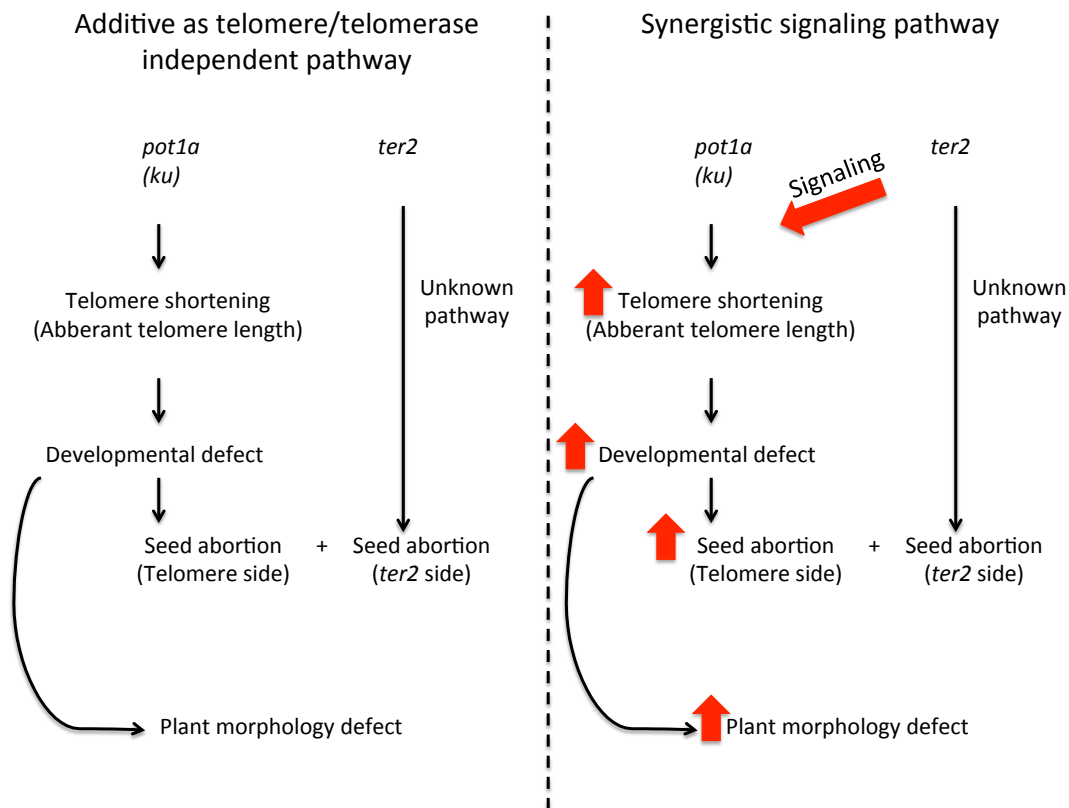 Additive as telomere/telomerase
independent pathway
pot1a
(ku)
ter2
Telomere shortening
(Abberant telomere length)
Unknown
pathway
Developmental defect
Seed abortion
(Telomere side)
+
Seed abortion
(ter2 side)
Plant morphology defect
Synergistic signaling pathway
pot1a
(ku)
Signaling
ter2
Telomere shortening
(Abberant telomere length)
Unknown
pathway
Developmental defect
Seed abortion
(Telomere side)
+
Seed abortion
(ter2 side)
Plant morphology defect